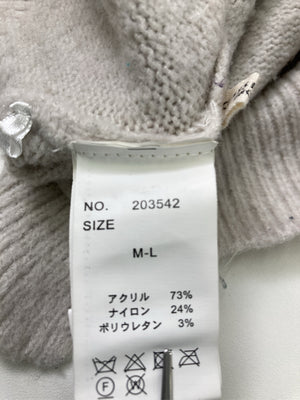 NO. 203542
SIZE
M-L
アクリル 73%
ナイロン 24%
ポリウレタン 3%
F W